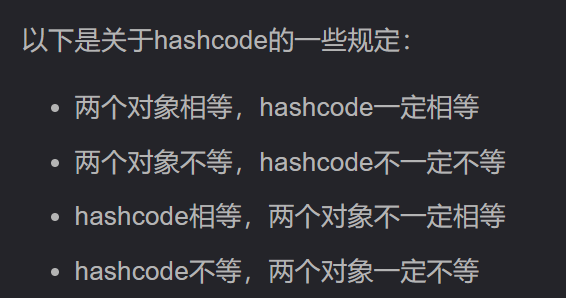 以下是关于hashcode的一些规定：
• 两个对象相等，hashcode一定相等
• 两个对象不等，hashcode不一定不等
• hashcode相等，两个对象不一定相等
• hashcode不等，两个对象一定不等